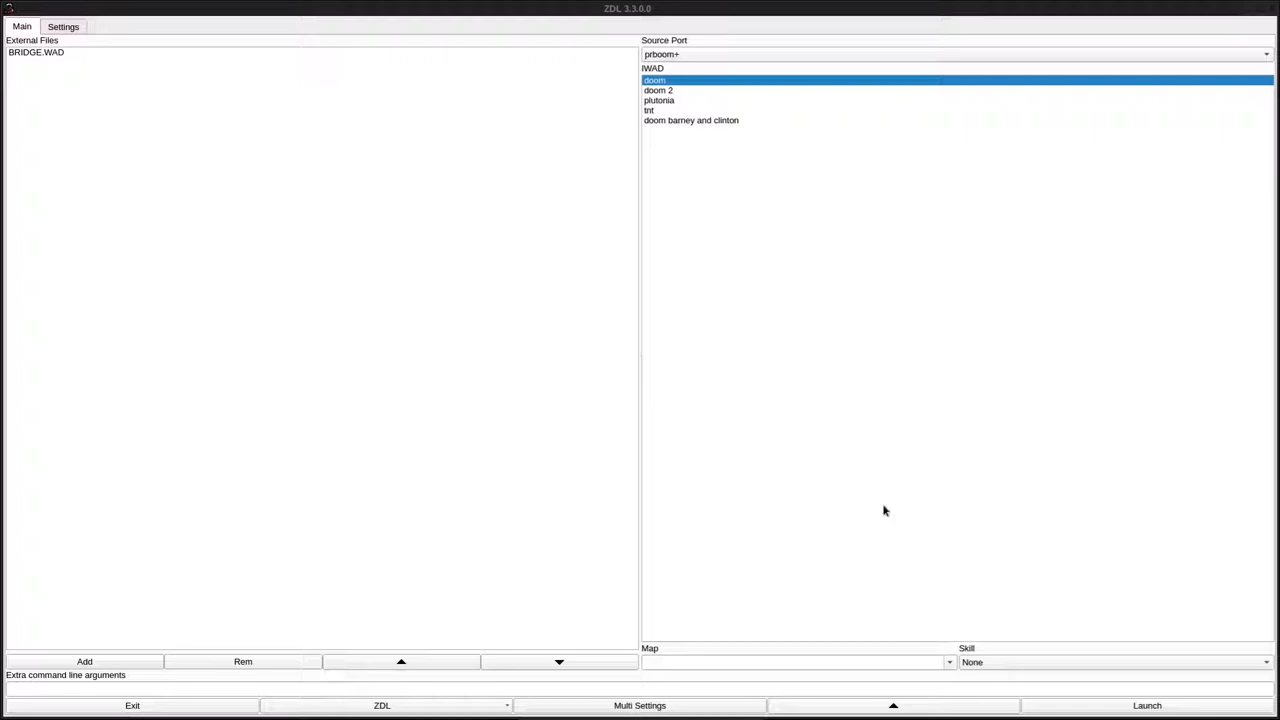 ZDL 3.3.0.0
Main
Settings
External Files
BRIDGE.WAD
Source Port
prboom+
IWAD
doom
doom 2
plutonia
tnt
doom barney and clinton
Map
Skill
None
Add
Rem
Extra command line arguments
Exit
ZDL
Multi Settings
Launch